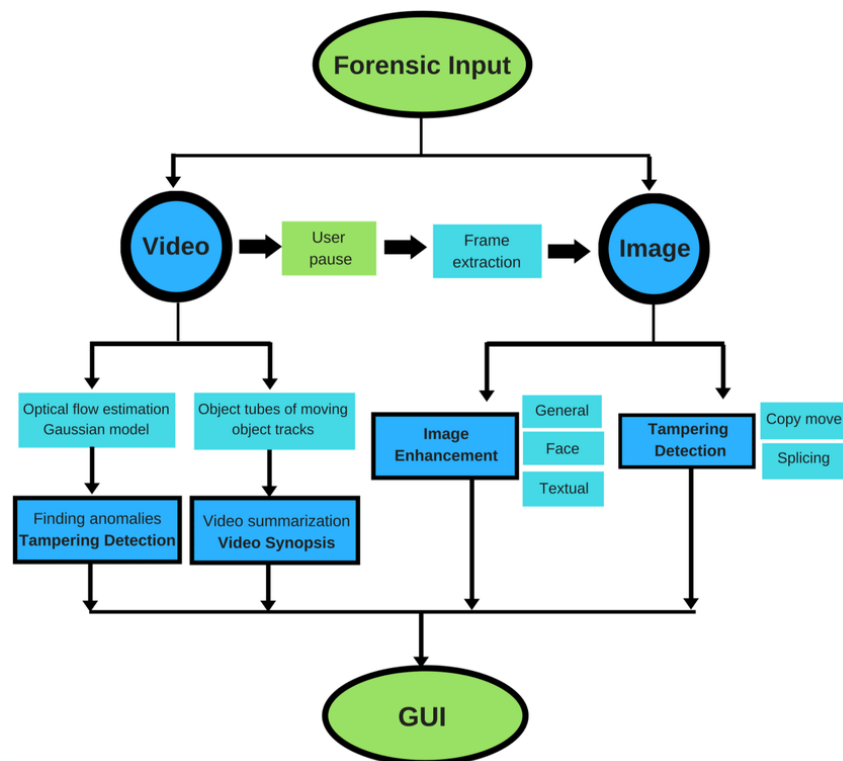 Forensic Input
Video
User
pause
Frame
extraction
Image
Optical flow estimation
Gaussian model
Object tubes of moving
object tracks
Image
Enhancement
General
Face
Textual
Tampering
Detection
Copy move
Splicing
Finding anomalies
Tampering Detection
Video summarization
Video Synopsis
GUI